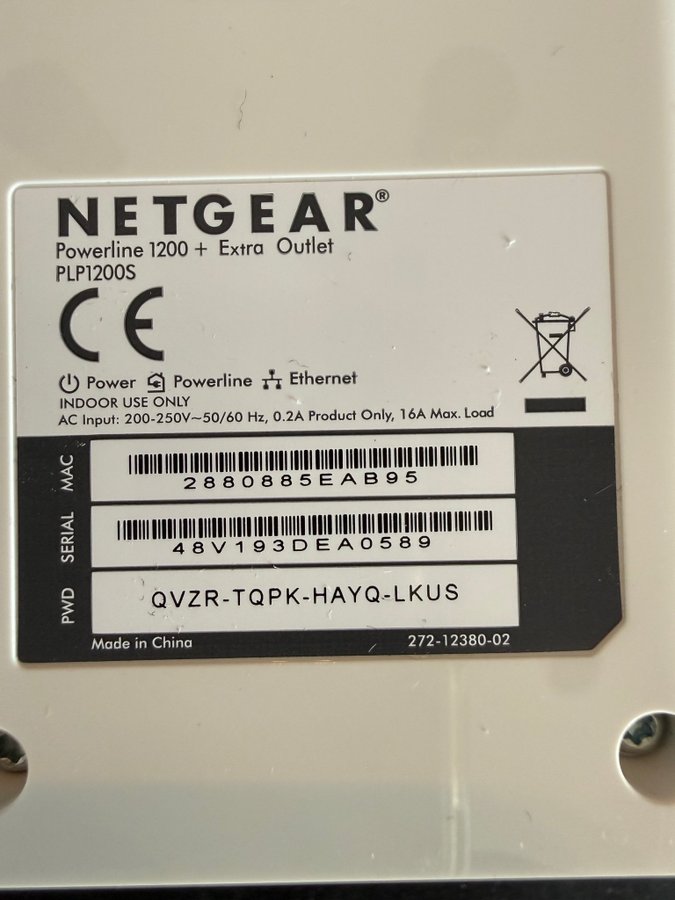 NETGEAR®
Powerline 1200 + Extra Outlet
PLP1200S
CE
Power Powerline Ethernet
INDOOR USE ONLY
AC Input: 200-250V~50/60 Hz, 0.2A Product Only, 16A Max. Load
MAC
2880885EAB95
SERIAL
48V193DEA0589
PWD
QVZR-TQPK-HAYQ-LKUS
Made in China 272-12380-02